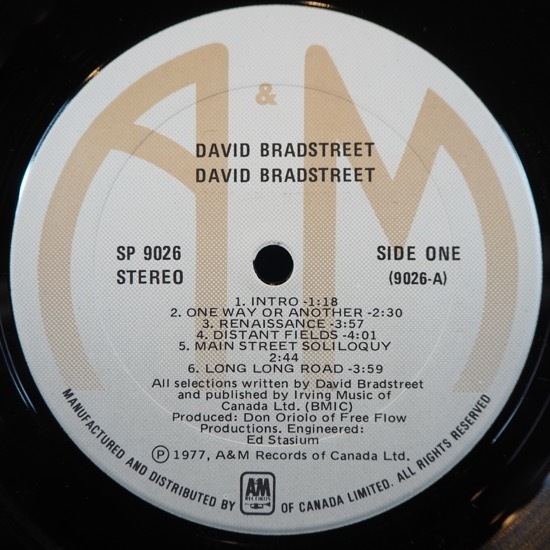 &
DAVID BRADSTREET
DAVID BRADSTREET
SP 9026
STEREO
SIDE ONE
(9026-A)
1. INTRO -1:18
2. ONE WAY OR ANOTHER -2:30
3. RENAISSANCE -3:57
4. DISTANT FIELDS -4:01
5. MAIN STREET SOLILOQUY
2:44
6. LONG LONG ROAD -3:59
All selections written by David Bradstreet
and published by Irving Music of
Canada Ltd. (BMIC)
Produced: Don Oriolo of Free Flow
Productions. Engineered:
Ed Stasium
Ⓟ 1977, A&M Records of Canada Ltd.
MANUFACTURED AND DISTRIBUTED BY AM RECORDS OF CANADA LIMITED. ALL RIGHTS RESERVED